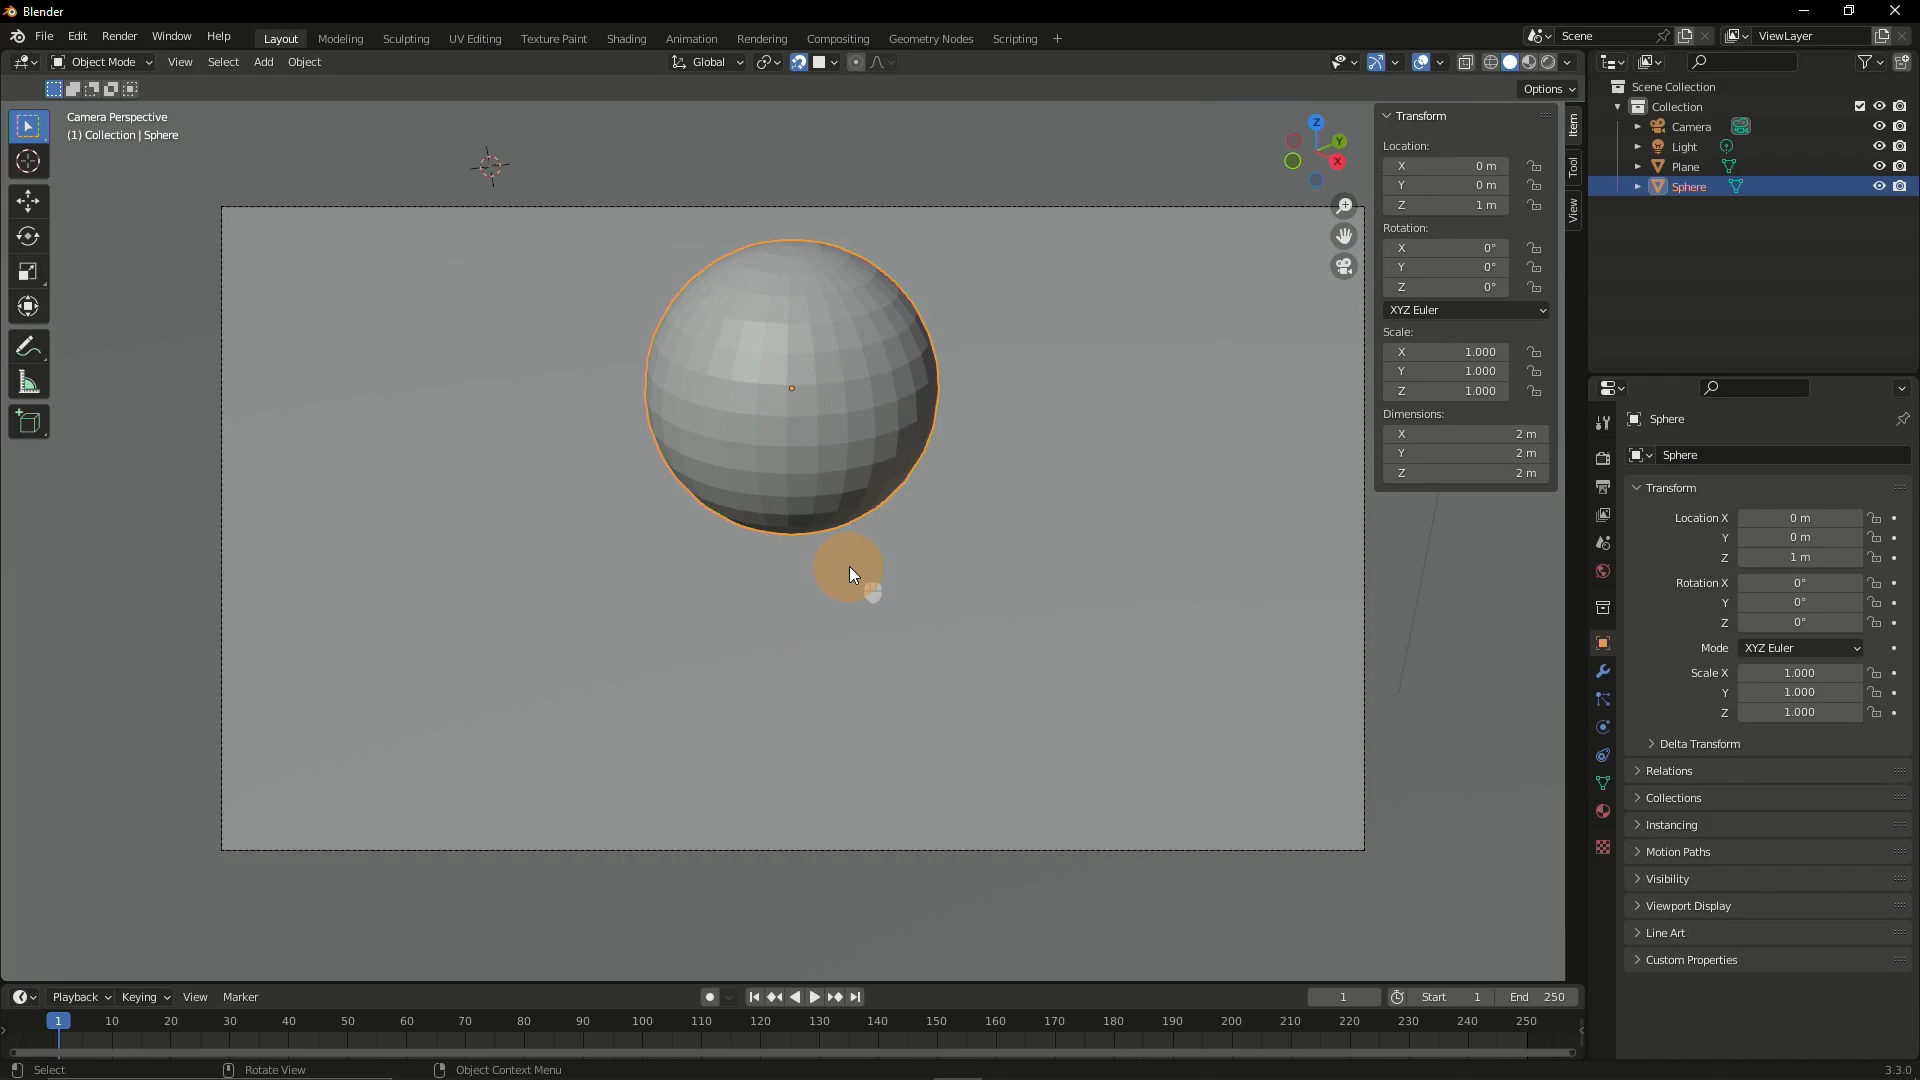 Blender
File Edit Render Window Help Layout Modeling Sculpting UV Editing Texture Paint Shading Animation Rendering Compositing Geometry Nodes Scripting + Scene ViewLayer
Object Mode View Select Add Object Global
Options
Camera Perspective
(1) Collection | Sphere
Z
Y
X
Transform
Location:
X 0 m
Y 0 m
Z 1 m
Rotation:
X 0°
Y 0°
Z 0°
XYZ Euler
Scale:
X 1.000
Y 1.000
Z 1.000
Dimensions:
X 2 m
Y 2 m
Z 2 m
Item
Tool
View
Scene Collection
Collection
Camera
Light
Plane
Sphere
Sphere
Sphere
Transform
Location X 0 m
Y 0 m
Z 1 m
Rotation X 0°
Y 0°
Z 0°
Mode XYZ Euler
Scale X 1.000
Y 1.000
Z 1.000
Delta Transform
Relations
Collections
Instancing
Motion Paths
Visibility
Viewport Display
Line Art
Custom Properties
Playback Keying View Marker 1 Start 1 End 250
1 10 20 30 40 50 60 70 80 90 100 110 120 130 140 150 160 170 180 190 200 210 220 230 240 250
Select Rotate View Object Context Menu 3.3.0